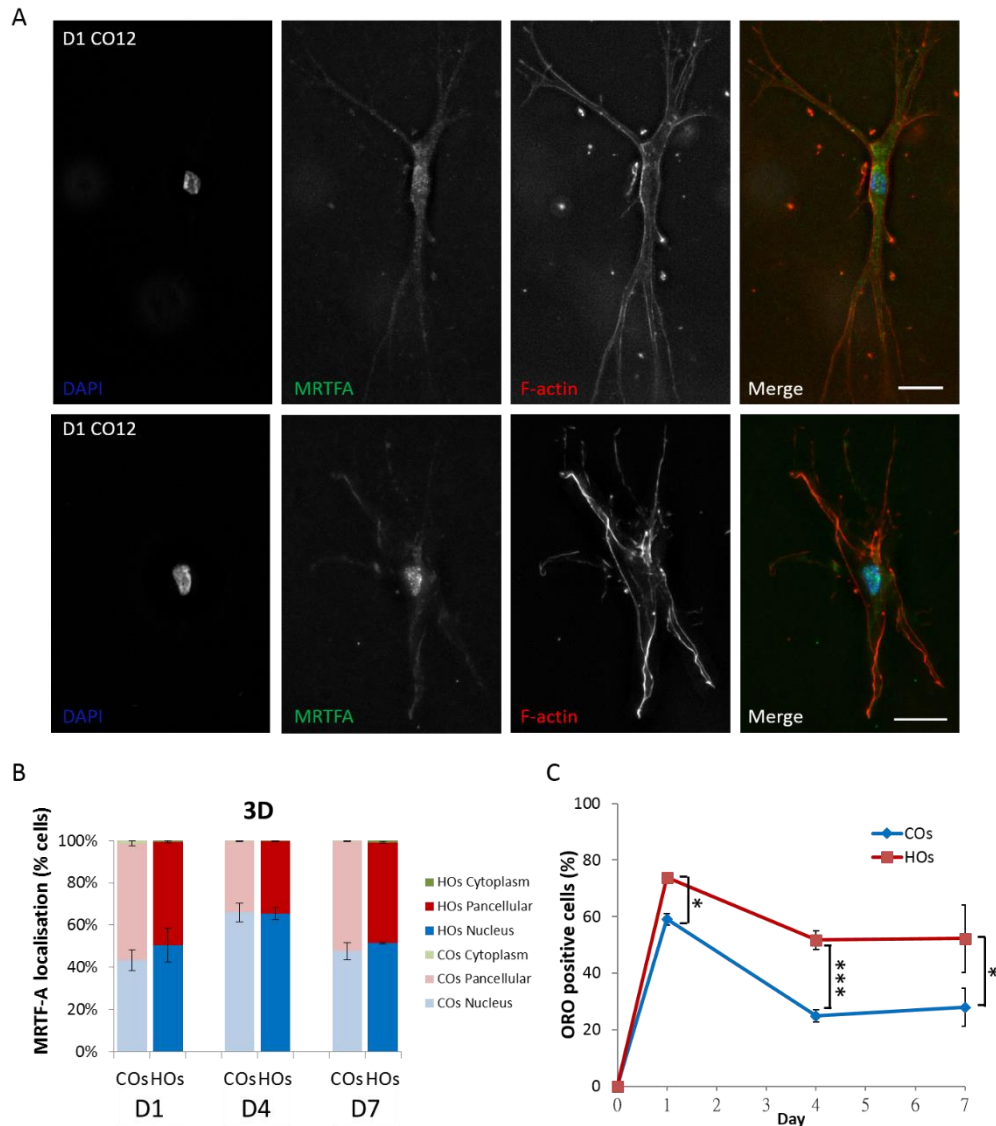 A
D1 CO12
DAPI
MRTFA
F-actin
Merge
D1 CO12
DAPI
MRTFA
F-actin
Merge
B
3D
MRTF-A localisation (% cells)
100%
80%
60%
40%
20%
0%
COs HOs
COs HOs
COs HOs
D1
D4
D7
HOs Cytoplasm
HOs Pancellular
HOs Nucleus
COs Cytoplasm
COs Pancellular
COs Nucleus
C
ORO positive cells (%)
100
80
60
40
20
0
0 1 2 3 4 5 6 7
Day
COs
HOs
*
***
*